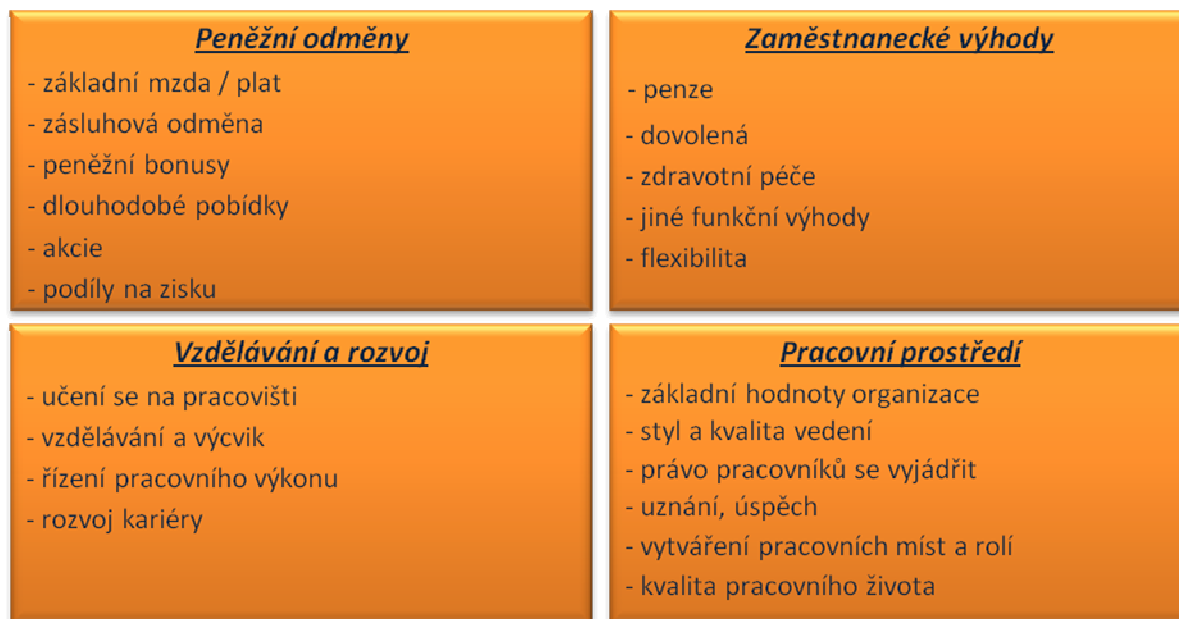 Peněžní odměny
- základní mzda / plat
- zásluhová odměna
- peněžní bonusy
- dlouhodobé pobídky
- akcie
- podíly na zisku
Zaměstnanecké výhody
- penze
- dovolená
- zdravotní péče
- jiné funkční výhody
- flexibilita
Vzdělávání a rozvoj
- učení se na pracovišti
- vzdělávání a výcvik
- řízení pracovního výkonu
- rozvoj kariéry
Pracovní prostředí
- základní hodnoty organizace
- styl a kvalita vedení
- právo pracovníků se vyjádřit
- uznání, úspěch
- vytváření pracovních míst a rolí
- kvalita pracovního života